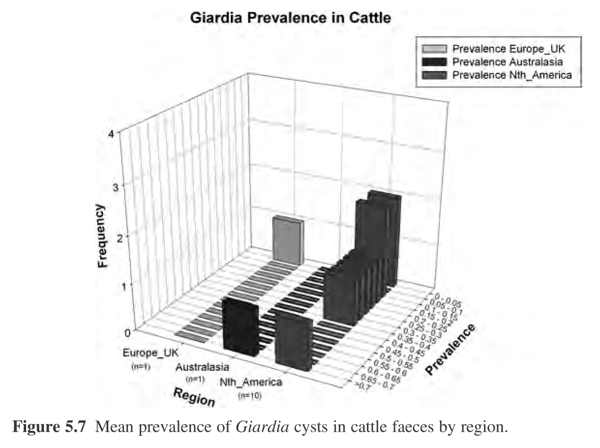 Giardia Prevalence in Cattle
Prevalence Europe_UK
Prevalence Australasia
Prevalence Nth_America
4
3
2
1
0
Frequency
Europe_UK
(n=1)
Australasia
(n=1)
Nth_America
(n=10)
Region
0 - 0.05
0.05 - 0.1
0.1 - 0.15
0.15 - 0.2
0.2 - 0.25
0.25 - 0.3
0.3 - 0.35
0.35 - 0.4
0.4 - 0.45
0.45 - 0.5
0.5 - 0.55
0.55 - 0.6
0.6 - 0.65
0.65 - 0.7
>0.7
Prevalence
Figure 5.7 Mean prevalence of Giardia cysts in cattle faeces by region.